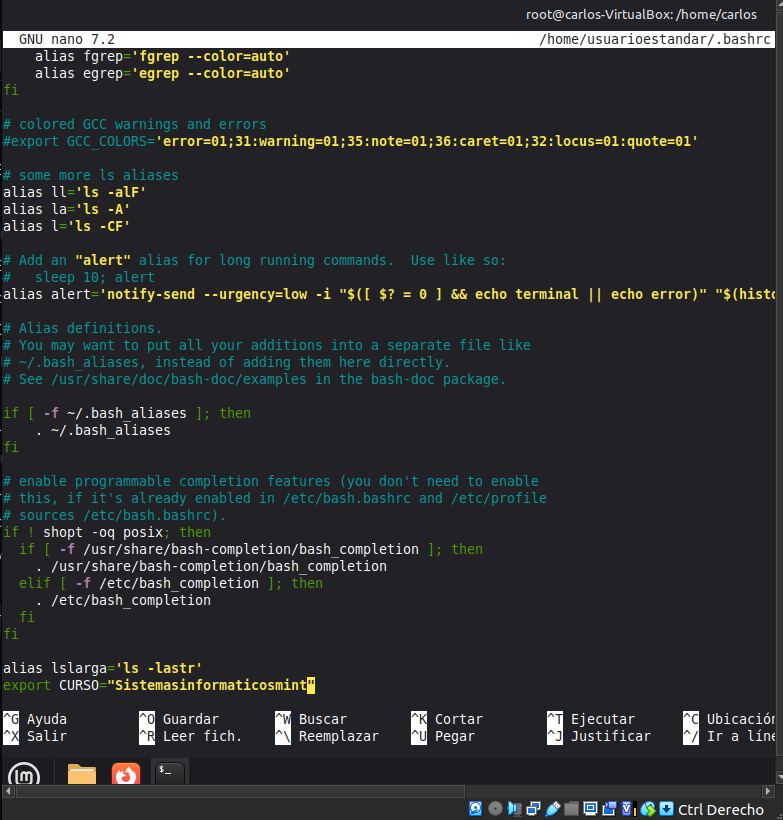 root@carlos-VirtualBox: /home/carlos
GNU nano 7.2 /home/usuarioestandar/.bashrc
    alias fgrep='fgrep --color=auto'
    alias egrep='egrep --color=auto'
fi

# colored GCC warnings and errors
#export GCC_COLORS='error=01;31:warning=01;35:note=01;36:caret=01;32:locus=01:quote=01'

# some more ls aliases
alias ll='ls -alF'
alias la='ls -A'
alias l='ls -CF'

# Add an "alert" alias for long running commands.  Use like so:
#   sleep 10; alert
alias alert='notify-send --urgency=low -i "$([ $? = 0 ] && echo terminal || echo error)" "$(histo

# Alias definitions.
# You may want to put all your additions into a separate file like
# ~/.bash_aliases, instead of adding them here directly.
# See /usr/share/doc/bash-doc/examples in the bash-doc package.

if [ -f ~/.bash_aliases ]; then
    . ~/.bash_aliases
fi

# enable programmable completion features (you don't need to enable
# this, if it's already enabled in /etc/bash.bashrc and /etc/profile
# sources /etc/bash.bashrc).
if ! shopt -oq posix; then
  if [ -f /usr/share/bash-completion/bash_completion ]; then
    . /usr/share/bash-completion/bash_completion
  elif [ -f /etc/bash_completion ]; then
    . /etc/bash_completion
  fi
fi

alias lslarga='ls -lastr'
export CURSO="Sistemasinformaticosmint"

^G Ayuda ^O Guardar ^W Buscar ^K Cortar ^T Ejecutar ^C Ubicación
^X Salir ^R Leer fich. ^\ Reemplazar ^U Pegar ^J Justificar ^/ Ir a líne
$_
Ctrl Derecho